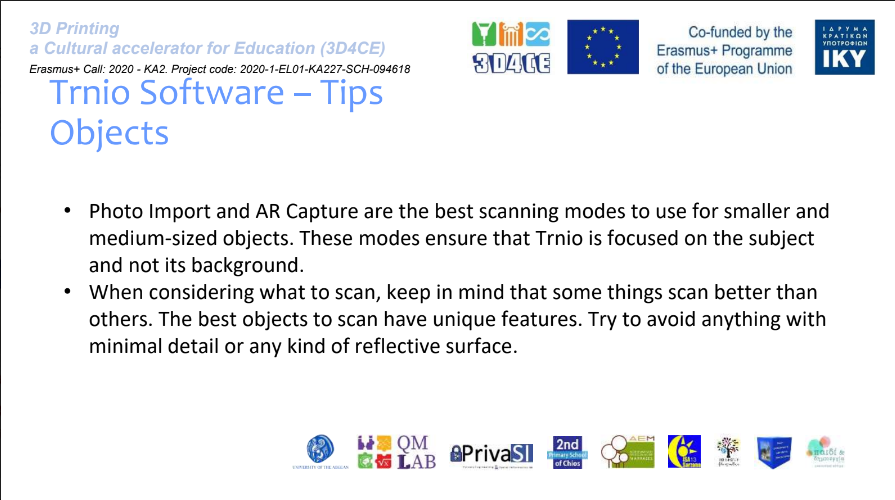 3D Printing
a Cultural accelerator for Education (3D4CE)
Erasmus+ Call: 2020 - KA2. Project code: 2020-1-EL01-KA227-SCH-094618
3D4CE
Co-funded by the
Erasmus+ Programme
of the European Union
ΙΔΡΥΜΑ
ΚΡΑΤΙΚΩΝ
ΥΠΟΤΡΟΦΙΩΝ
IKY
Trnio Software – Tips
Objects
• Photo Import and AR Capture are the best scanning modes to use for smaller and
medium-sized objects. These modes ensure that Trnio is focused on the subject
and not its background.
• When considering what to scan, keep in mind that some things scan better than
others. The best objects to scan have unique features. Try to avoid anything with
minimal detail or any kind of reflective surface.
UNIVERSITY OF THE AEGEAN
QM
LAB
PrivaSI
2nd
Primary School
of Chios
AEM